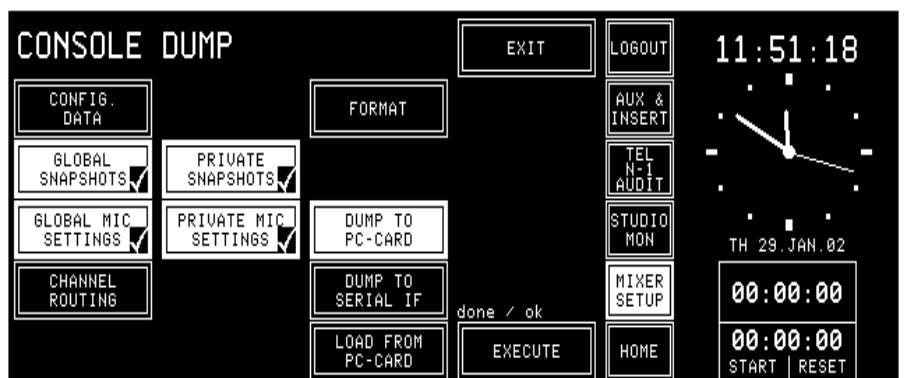 CONSOLE DUMP
EXIT
LOGOUT
11:51:18
CONFIG.
DATA
FORMAT
AUX &
INSERT
GLOBAL
SNAPSHOTS
PRIVATE
SNAPSHOTS
TEL
N-1
AUDIT
GLOBAL MIC
SETTINGS
PRIVATE MIC
SETTINGS
DUMP TO
PC-CARD
STUDIO
MON
TH 29.JAN.02
CHANNEL
ROUTING
DUMP TO
SERIAL IF
done / ok
MIXER
SETUP
00:00:00
LOAD FROM
PC-CARD
EXECUTE
HOME
00:00:00
START RESET